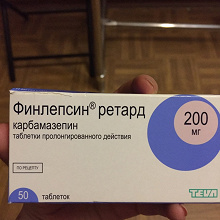 Финлепсин® ретард
карбамазепин
таблетки пролонгированного действия
200
мг
ПО РЕЦЕПТУ
50 таблеток
TEVA